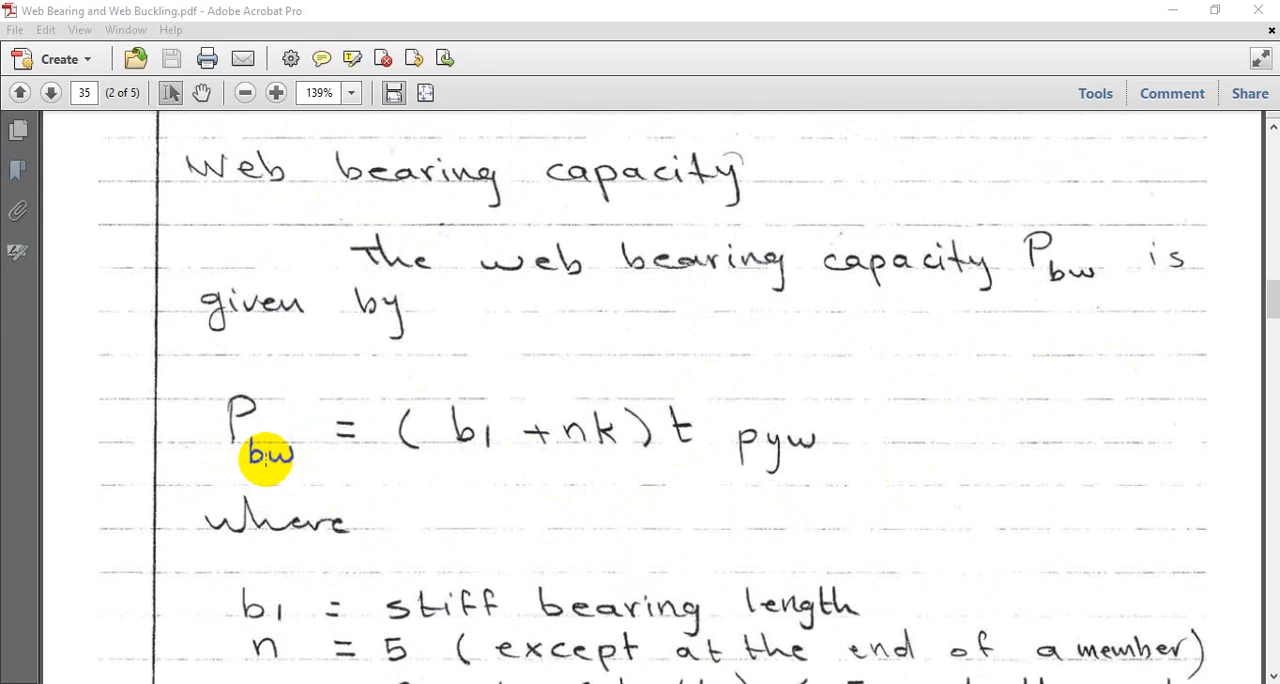 Web Bearing and Web Buckling.pdf - Adobe Acrobat Pro
File Edit View Window Help
Create
35 (2 of 5) 139% Tools Comment Share
Web bearing capacity
The web bearing capacity Pbw is
given by
Pbw = (b1 + nk) t pyw
where
b1 = stiff bearing length
n = 5 (except at the end of a member)